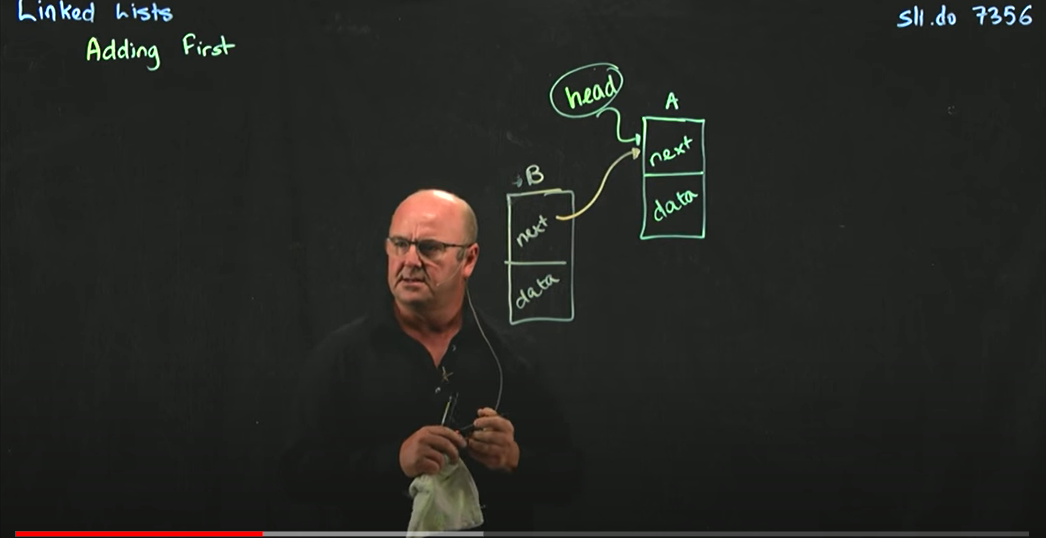 Linked Lists
Adding First
sli.do 7356
head
A
next
data
B
next
data